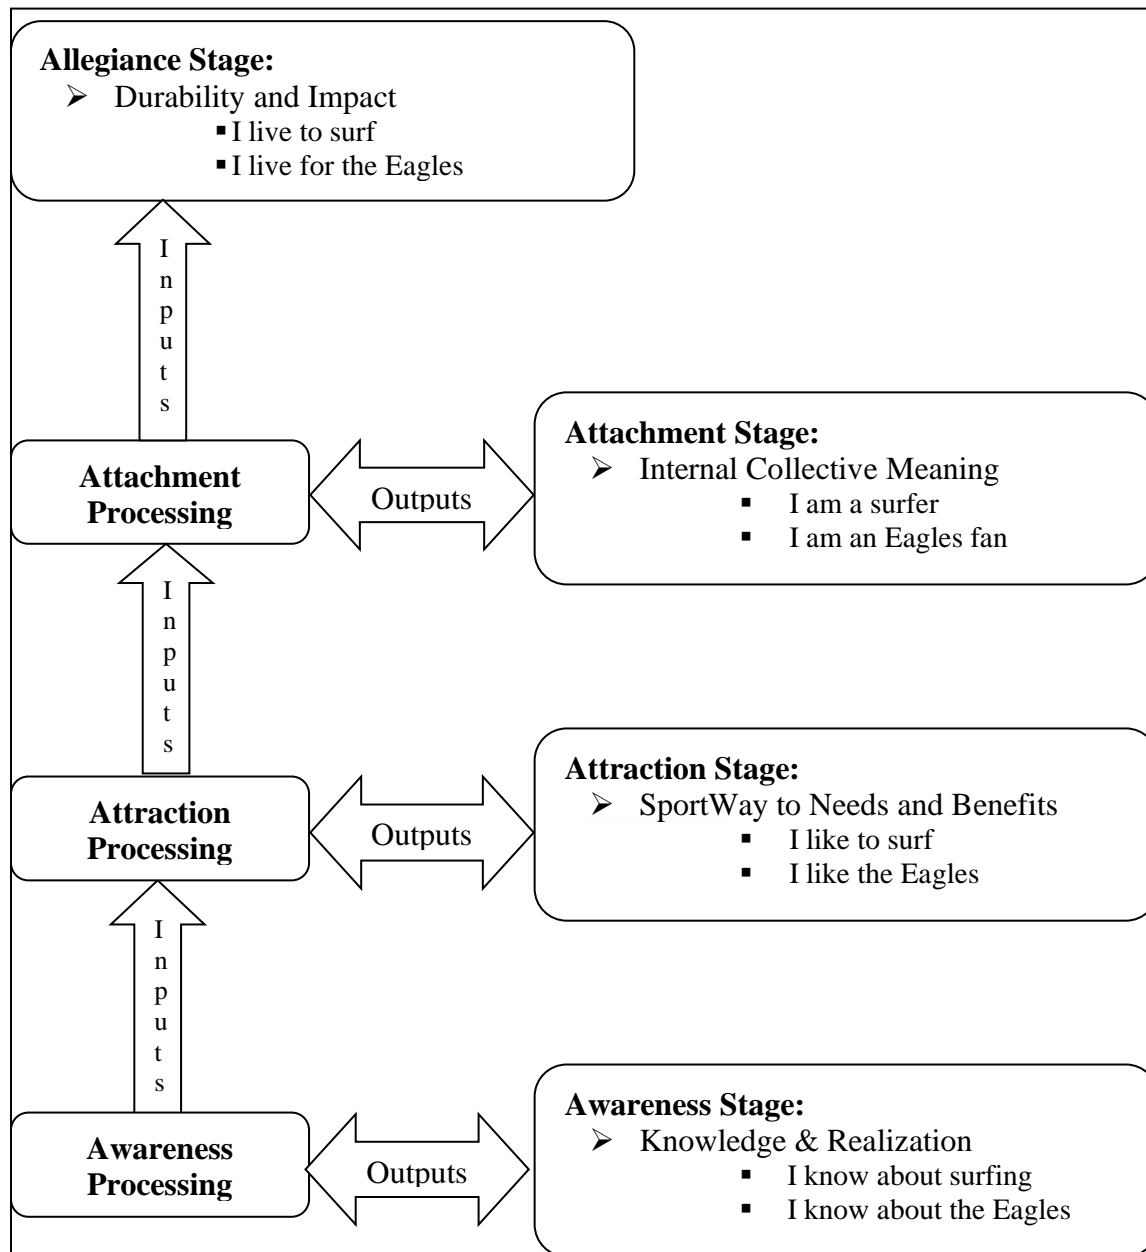 Allegiance Stage:
➢ Durability and Impact
▪ I live to surf
▪ I live for the Eagles
Inputs
Attachment
Processing
Outputs
Attachment Stage:
➢ Internal Collective Meaning
▪ I am a surfer
▪ I am an Eagles fan
Inputs
Attraction
Processing
Outputs
Attraction Stage:
➢ SportWay to Needs and Benefits
▪ I like to surf
▪ I like the Eagles
Inputs
Awareness
Processing
Outputs
Awareness Stage:
➢ Knowledge & Realization
▪ I know about surfing
▪ I know about the Eagles